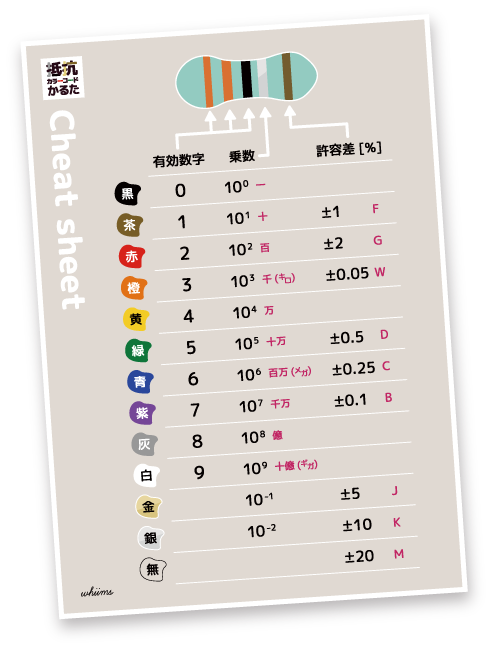 抵抗
カラーコード
かるた
Cheat sheet
有効数字 乗数 許容差 [%]
黒 0 10⁰ 一
茶 1 10¹ 十 ±1 F
赤 2 10² 百 ±2 G
橙 3 10³ 千 (キロ) ±0.05 W
黄 4 10⁴ 万
緑 5 10⁵ 十万 ±0.5 D
青 6 10⁶ 百万 (メガ) ±0.25 C
紫 7 10⁷ 千万 ±0.1 B
灰 8 10⁸ 億
白 9 10⁹ 十億 (ギガ)
金 10⁻¹ ±5 J
銀 10⁻² ±10 K
無 ±20 M
whims